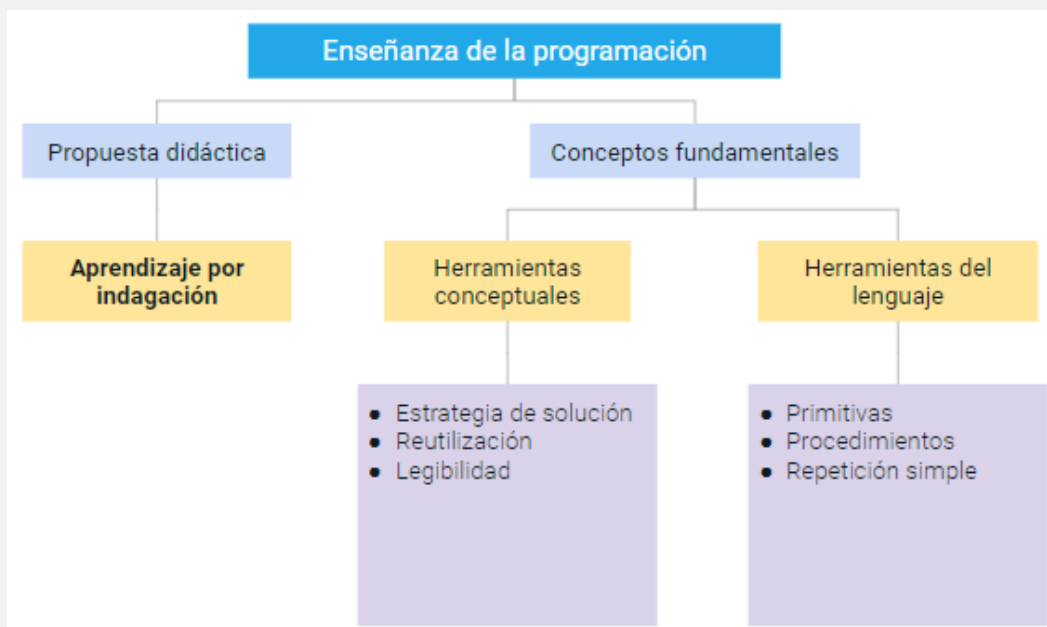 Enseñanza de la programación
Propuesta didáctica
Conceptos fundamentales
Aprendizaje por
indagación
Herramientas
conceptuales
Herramientas del
lenguaje
● Estrategia de solución
● Reutilización
● Legibilidad
● Primitivas
● Procedimientos
● Repetición simple